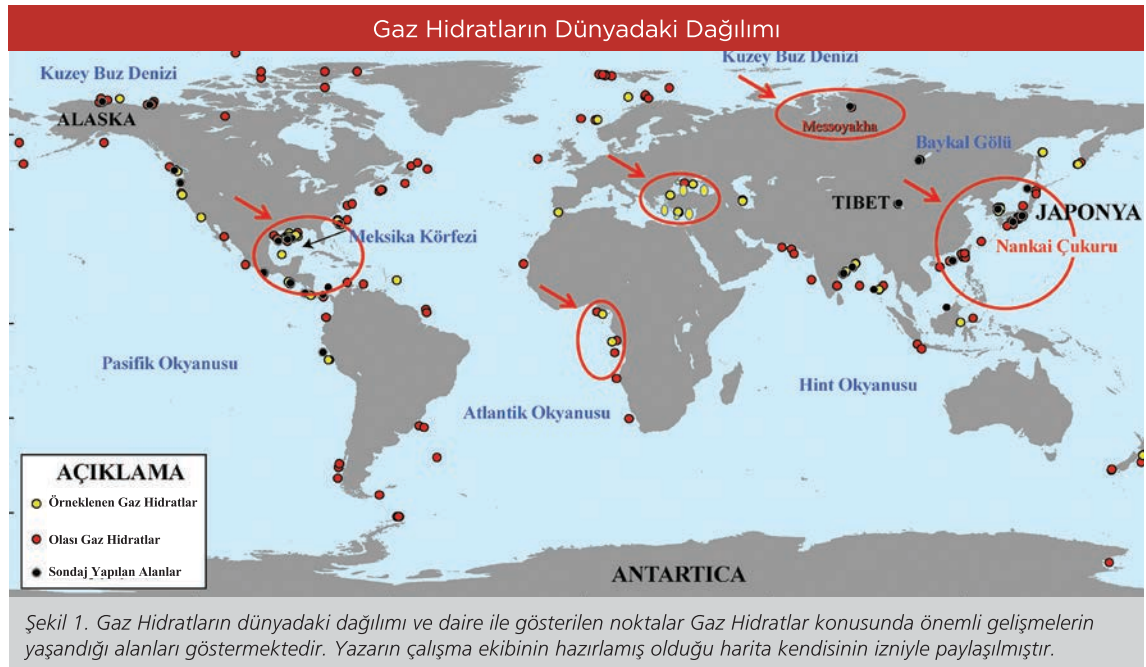 Gaz Hidratların Dünyadaki Dağılımı
Kuzey Buz Denizi
Kuzey Buz Denizi
ALASKA
Messoyakha
Baykal Gölü
TIBET
JAPONYA
Meksika Körfezi
Nankai Çukuru
Pasifik Okyanusu
Atlantik Okyanusu
Hint Okyanusu
AÇIKLAMA
Örneklenen Gaz Hidratlar
Olası Gaz Hidratlar
Sondaj Yapılan Alanlar
ANTARTICA
Şekil 1. Gaz Hidratların dünyadaki dağılımı ve daire ile gösterilen noktalar Gaz Hidratlar konusunda önemli gelişmelerin
yaşandığı alanları göstermektedir. Yazarın çalışma ekibinin hazırlamış olduğu harita kendisinin izniyle paylaşılmıştır.